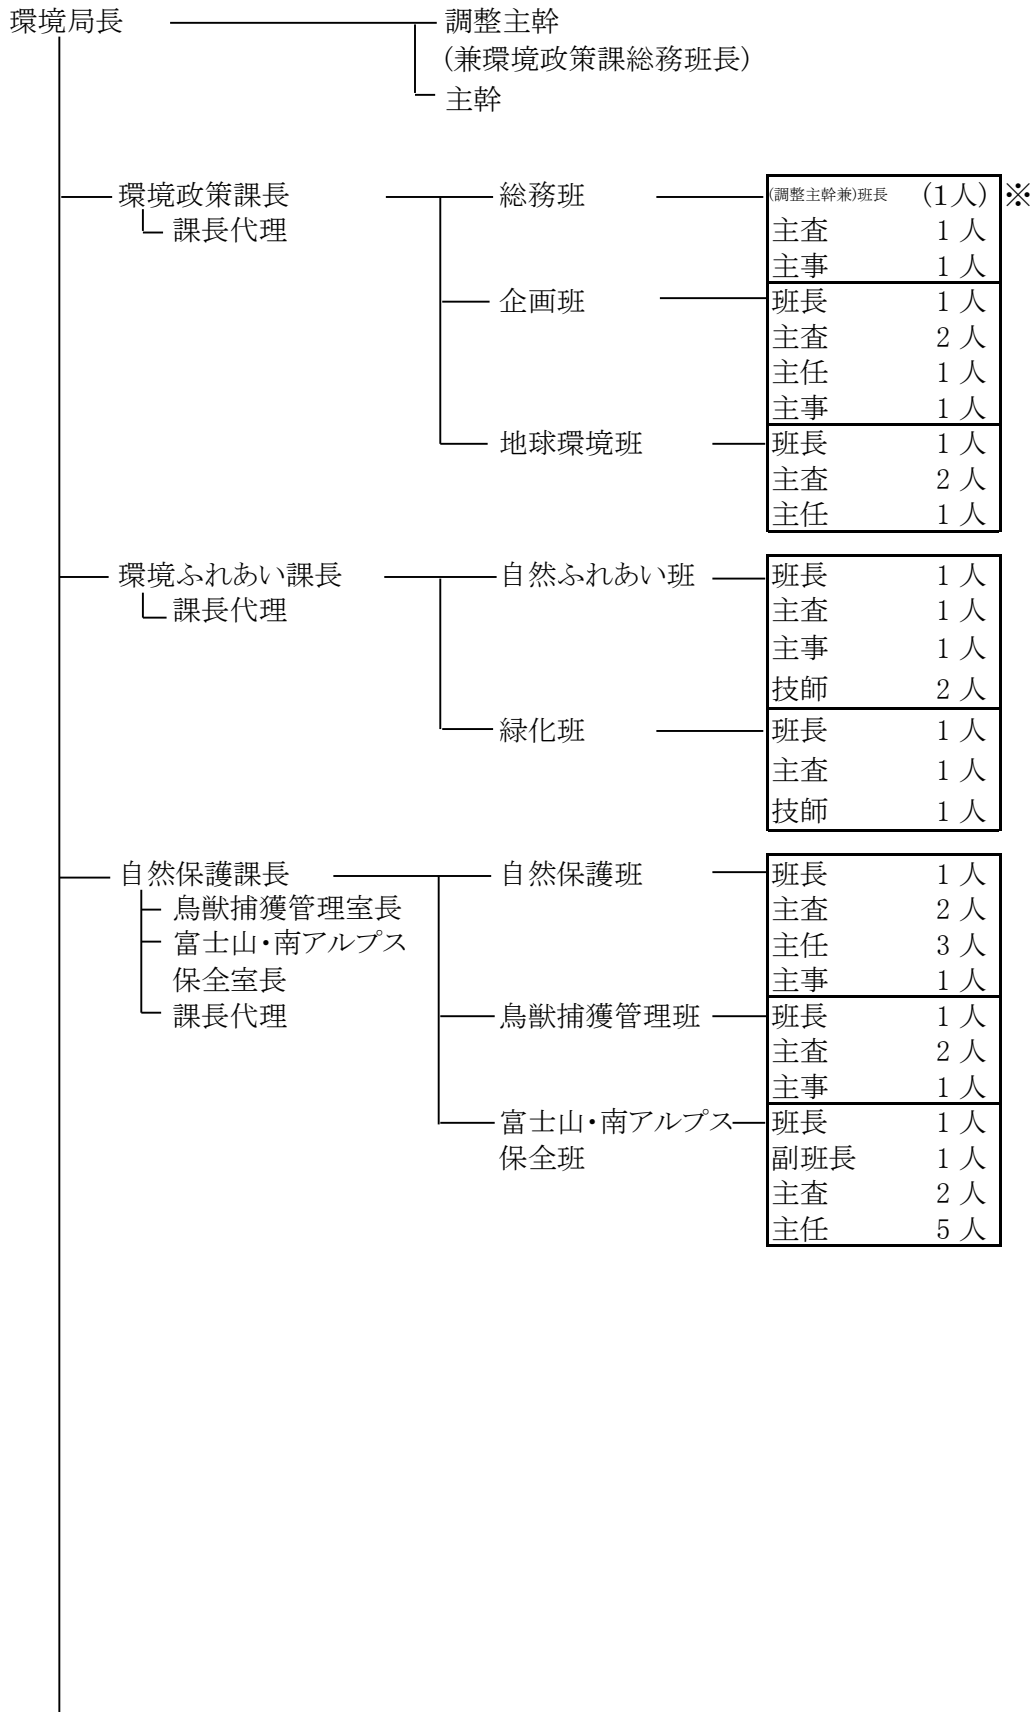 環境局長 調整主幹
(兼環境政策課総務班長)
主幹
環境政策課長 総務班 (調整主幹兼)班長 (1人) ※
課長代理 主査 1 人
主事 1 人
企画班 班長 1 人
主査 2 人
主任 1 人
主事 1 人
地球環境班 班長 1 人
主査 2 人
主任 1 人
環境ふれあい課長 自然ふれあい班 班長 1 人
課長代理 主査 1 人
主事 1 人
技師 2 人
緑化班 班長 1 人
主査 1 人
技師 1 人
自然保護課長 自然保護班 班長 1 人
鳥獣捕獲管理室長 主査 2 人
富士山・南アルプス 主任 3 人
保全室長 主事 1 人
課長代理 鳥獣捕獲管理班 班長 1 人
主査 2 人
主事 1 人
富士山・南アルプス 班長 1 人
保全班 副班長 1 人
主査 2 人
主任 5 人